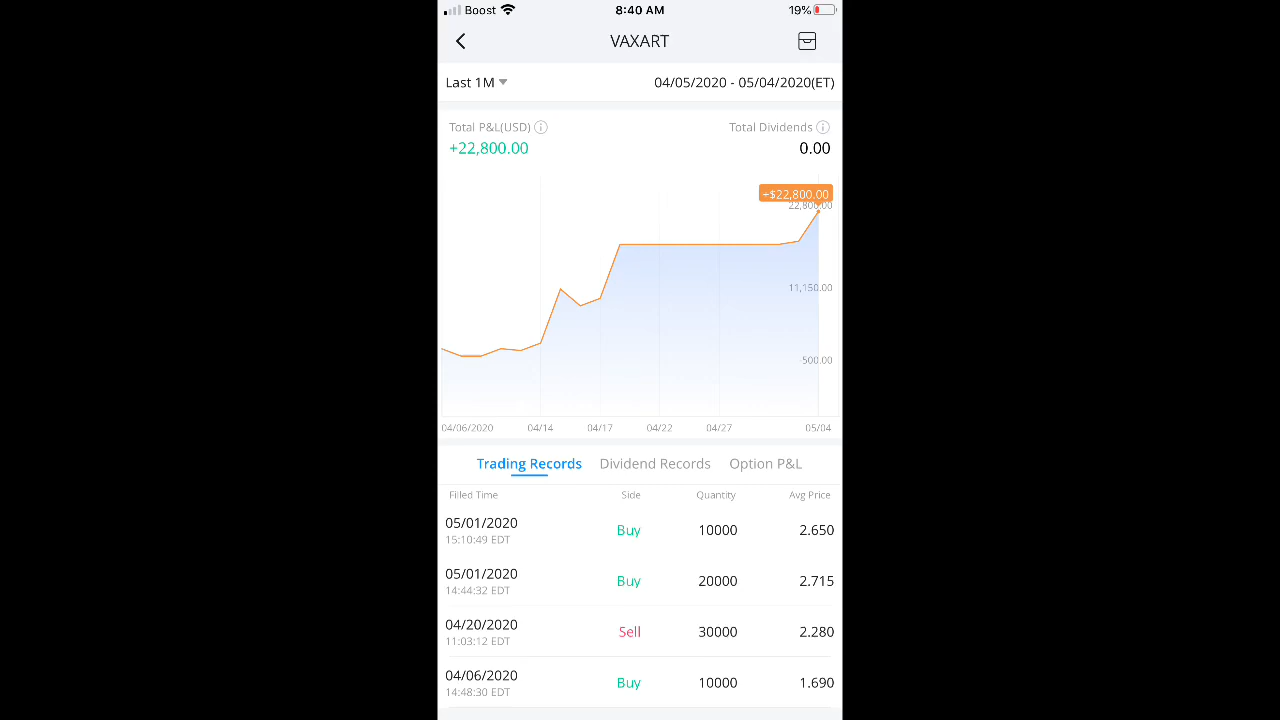 Boost 8:40 AM 19%
VAXART
Last 1M 04/05/2020 - 05/04/2020(ET)
Total P&L(USD) Total Dividends
+22,800.00 0.00
+$22,800.00
22,800.00
11,150.00
500.00
04/06/2020 04/14 04/17 04/22 04/27 05/04
Trading Records Dividend Records Option P&L
Filled Time Side Quantity Avg Price
05/01/2020 Buy 10000 2.650
15:10:49 EDT
05/01/2020 Buy 20000 2.715
14:44:32 EDT
04/20/2020 Sell 30000 2.280
11:03:12 EDT
04/06/2020 Buy 10000 1.690
14:48:30 EDT